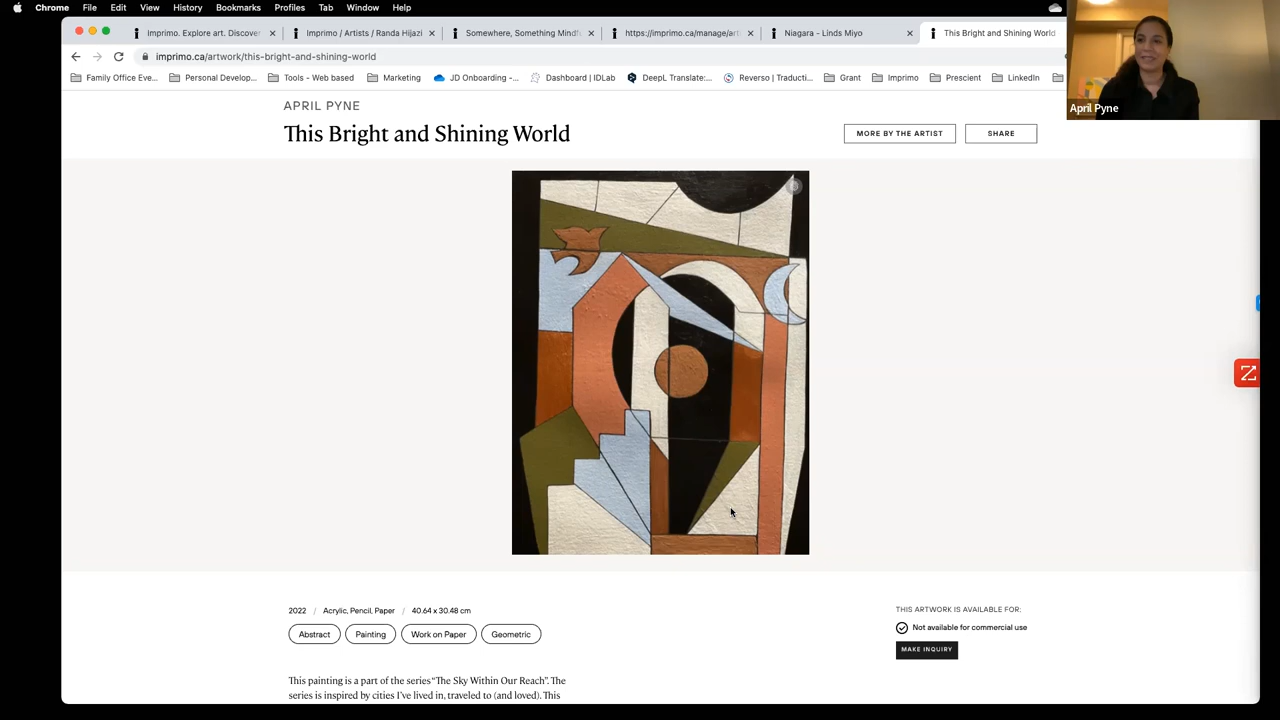 Chrome File Edit View History Bookmarks Profiles Tab Window Help
Imprimo. Explore art. Discover Imprimo / Artists / Randa Hijazi Somewhere, Something Mindf https://imprimo.ca/manage/art Niagara - Linds Miyo This Bright and Shining World
imprimo.ca/artwork/this-bright-and-shining-world
Family Office Eve... Personal Develop... Tools - Web based Marketing JD Onboarding -... Dashboard | IDLab DeepL Translate:... Reverso | Traducti... Grant Imprimo Prescient LinkedIn
April Pyne
APRIL PYNE
This Bright and Shining World
MORE BY THE ARTIST SHARE
2022 / Acrylic, Pencil, Paper / 40.64 x 30.48 cm
Abstract Painting Work on Paper Geometric
THIS ARTWORK IS AVAILABLE FOR:
Not available for commercial use
MAKE INQUIRY
This painting is a part of the series “The Sky Within Our Reach”. The
series is inspired by cities I’ve lived in, traveled to (and loved). This